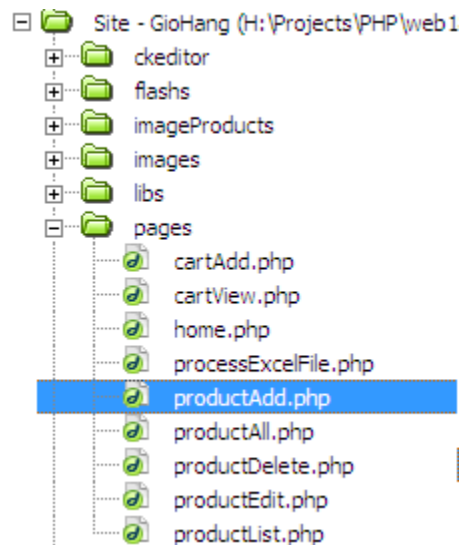 Site - GioHang (H:\Projects\PHP\web1
ckeditor
flashs
imageProducts
images
libs
pages
cartAdd.php
cartView.php
home.php
processExcelFile.php
productAdd.php
productAll.php
productDelete.php
productEdit.php
productList.php